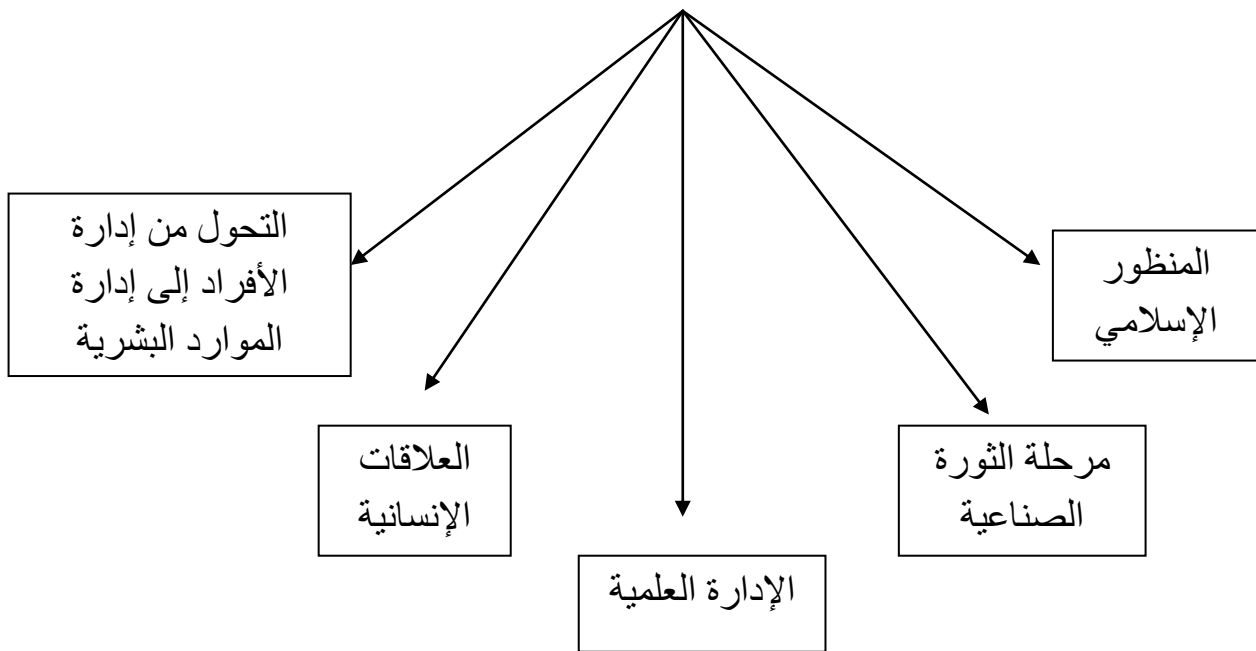 المنظور
الإسلامي
مرحلة الثورة
الصناعية
الإدارة العلمية
العلاقات
الإنسانية
التحول من إدارة
الأفراد إلى إدارة
الموارد البشرية